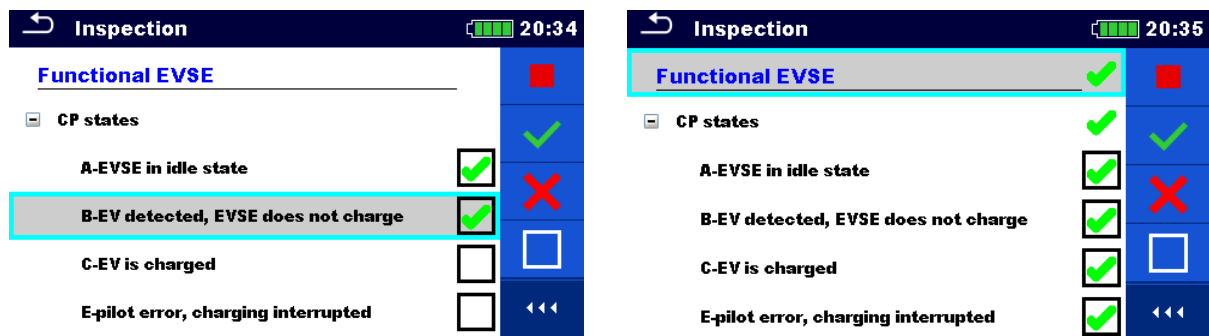 Inspection 20:34
Functional EVSE
CP states
A-EVSE in idle state
B-EV detected, EVSE does not charge
C-EV is charged
E-pilot error, charging interrupted
Inspection 20:35
Functional EVSE
CP states
A-EVSE in idle state
B-EV detected, EVSE does not charge
C-EV is charged
E-pilot error, charging interrupted